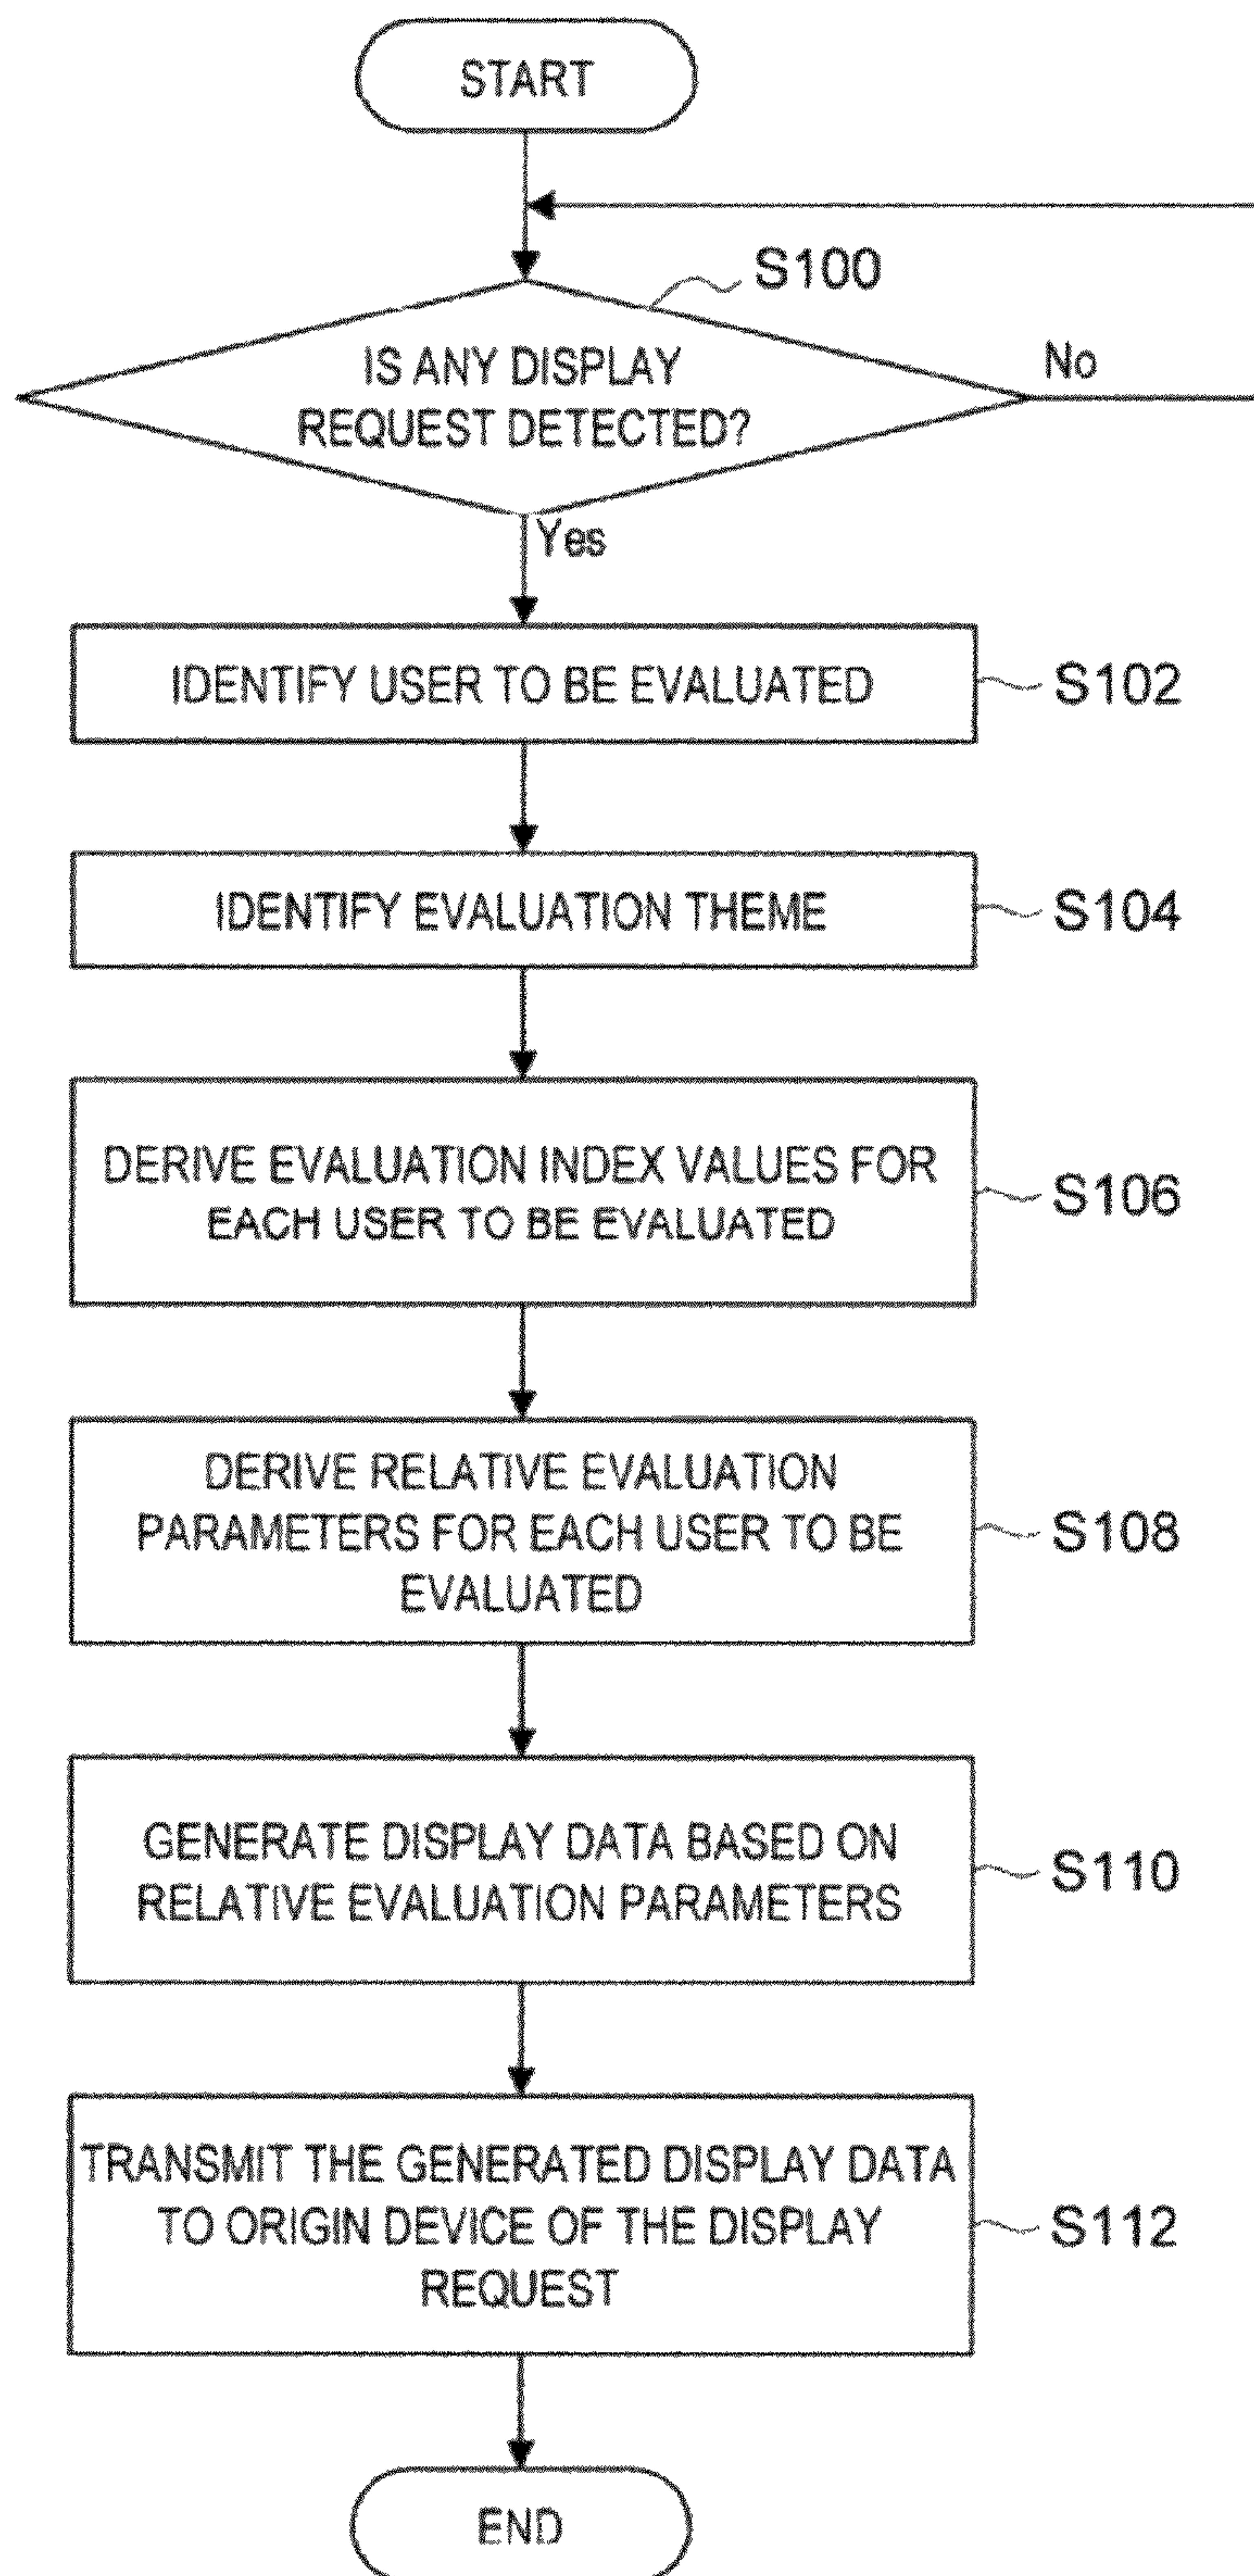 START
S100
IS ANY DISPLAY
REQUEST DETECTED?
No
Yes
IDENTIFY USER TO BE EVALUATED
S102
IDENTIFY EVALUATION THEME
S104
DERIVE EVALUATION INDEX VALUES FOR
EACH USER TO BE EVALUATED
S106
DERIVE RELATIVE EVALUATION
PARAMETERS FOR EACH USER TO BE
EVALUATED
S108
GENERATE DISPLAY DATA BASED ON
RELATIVE EVALUATION PARAMETERS
S110
TRANSMIT THE GENERATED DISPLAY DATA
TO ORIGIN DEVICE OF THE DISPLAY
REQUEST
S112
END